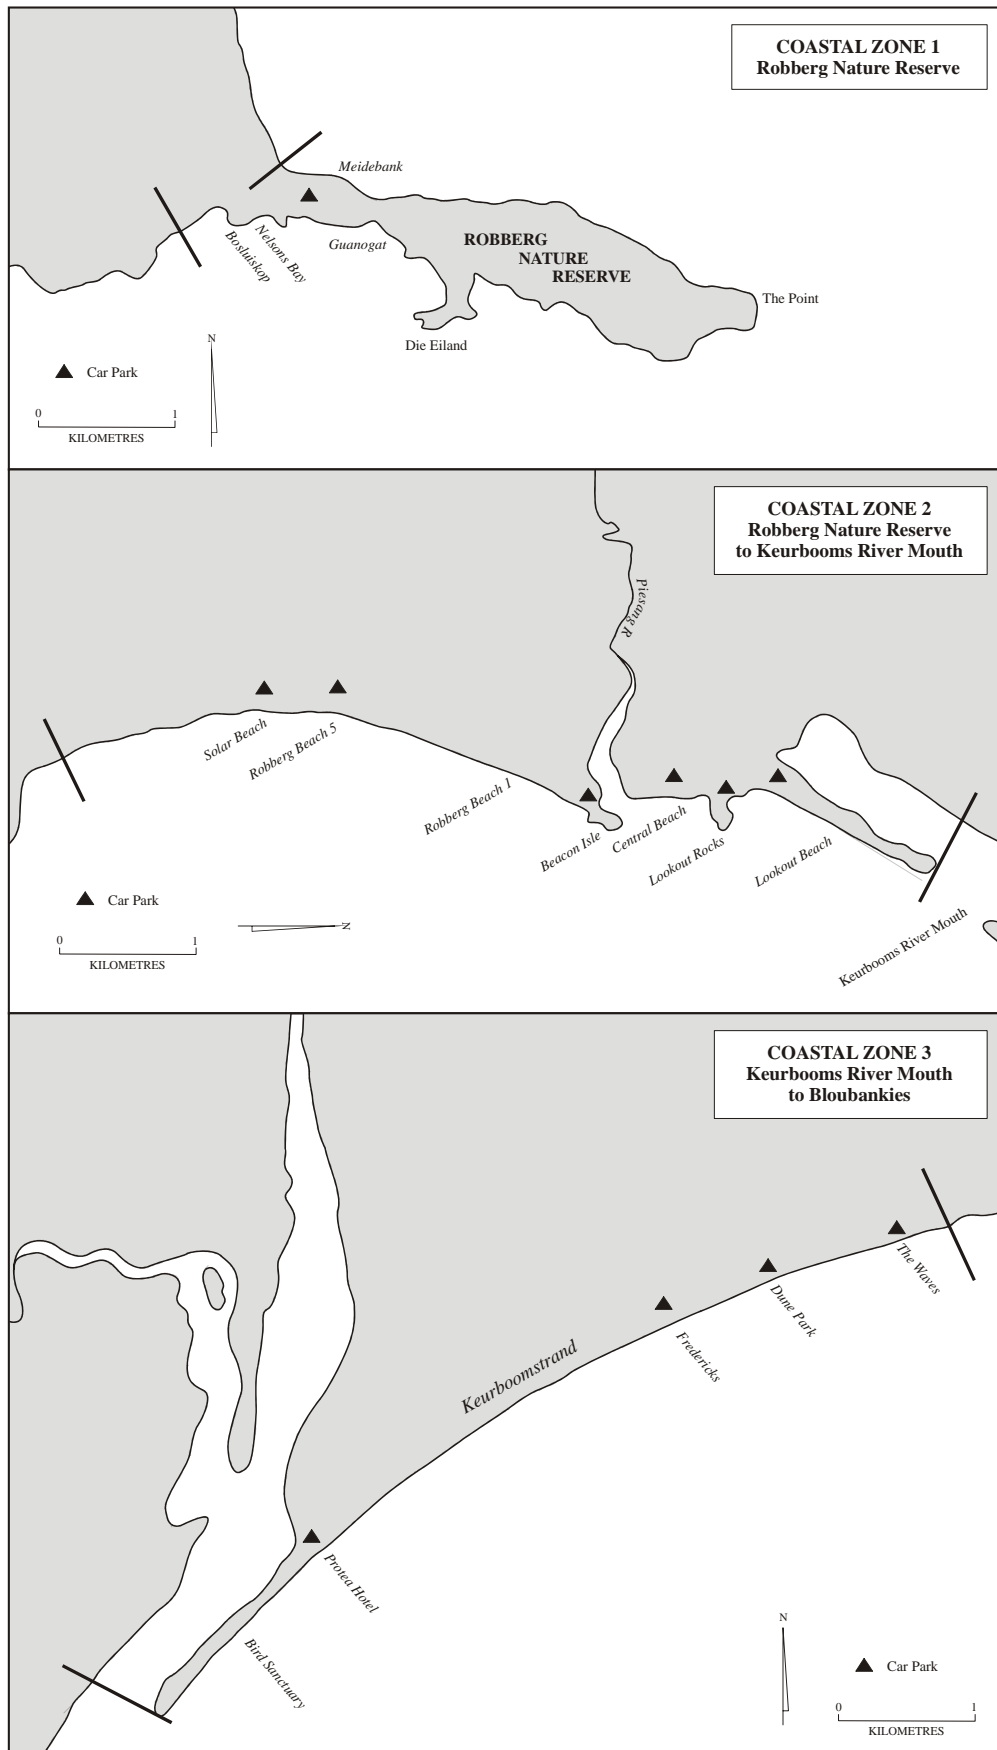 COASTAL ZONE 1
Robberg Nature Reserve
Meidebank
Bosluiskop
Nelsons Bay
Guanogat
ROBBERG
NATURE
RESERVE
The Point
Die Eiland
N
Car Park
0 1
KILOMETRES
COASTAL ZONE 2
Robberg Nature Reserve
to Keurbooms River Mouth
Piesang R
Solar Beach
Robberg Beach 5
Robberg Beach 1
Beacon Isle
Central Beach
Lookout Rocks
Lookout Beach
Keurbooms River Mouth
Car Park
N
0 1
KILOMETRES
COASTAL ZONE 3
Keurbooms River Mouth
to Bloubankies
The Waves
Dune Park
Fredericks
Keurboomstrand
Protea Hotel
Bird Sanctuary
N
Car Park
0 1
KILOMETRES